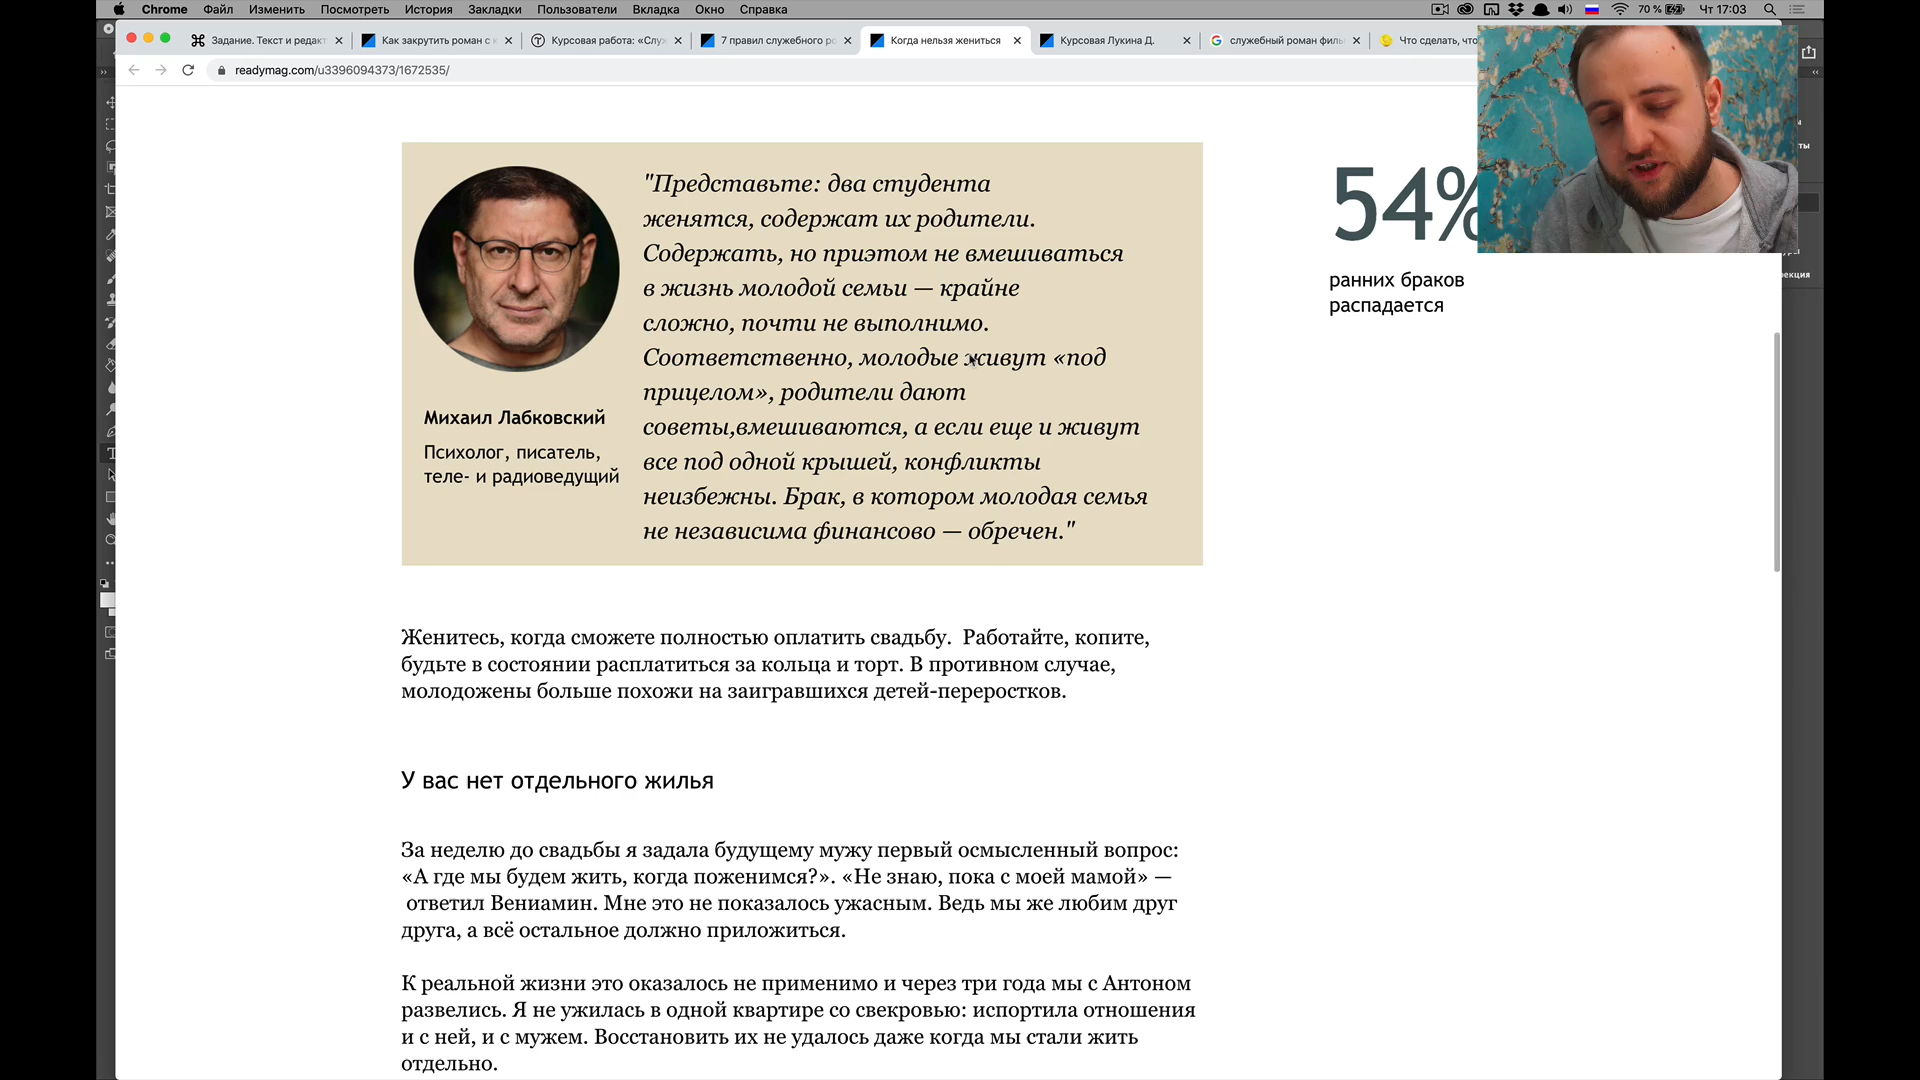 Chrome Файл Изменить Посмотреть История Закладки Пользователи Вкладка Окно Справка
70 % Чт 17:03
Задание. Текст и редакт
Как закрутить роман с к
Курсовая работа: «Слу
7 правил служебного ро
Когда нельзя жениться
Курсовая Лукина Д.
служебный роман филь
Что сделать, что
readymag.com/u3396094373/1672535/
"Представьте: два студента
женятся, содержат их родители.
Содержать, но приэтом не вмешиваться
в жизнь молодой семьи — крайне
сложно, почти не выполнимо.
Соответственно, молодые живут «под
прицелом», родители дают
советы,вмешиваются, а если еще и живут
все под одной крышей, конфликты
неизбежны. Брак, в котором молодая семья
не независима финансово — обречен."
Михаил Лабковский
Психолог, писатель,
теле- и радиоведущий
54%
ранних браков
распадается
Женитесь, когда сможете полностью оплатить свадьбу.  Работайте, копите,
будьте в состоянии расплатиться за кольца и торт. В противном случае,
молодожены больше похожи на заигравшихся детей-переростков.
У вас нет отдельного жилья
За неделю до свадьбы я задала будущему мужу первый осмысленный вопрос:
«А где мы будем жить, когда поженимся?». «Не знаю, пока с моей мамой» —
ответил Вениамин. Мне это не показалось ужасным. Ведь мы же любим друг
друга, а всё остальное должно приложиться.
К реальной жизни это оказалось не применимо и через три года мы с Антоном
развелись. Я не ужилась в одной квартире со свекровью: испортила отношения
и с ней, и с мужем. Восстановить их не удалось даже когда мы стали жить
отдельно.